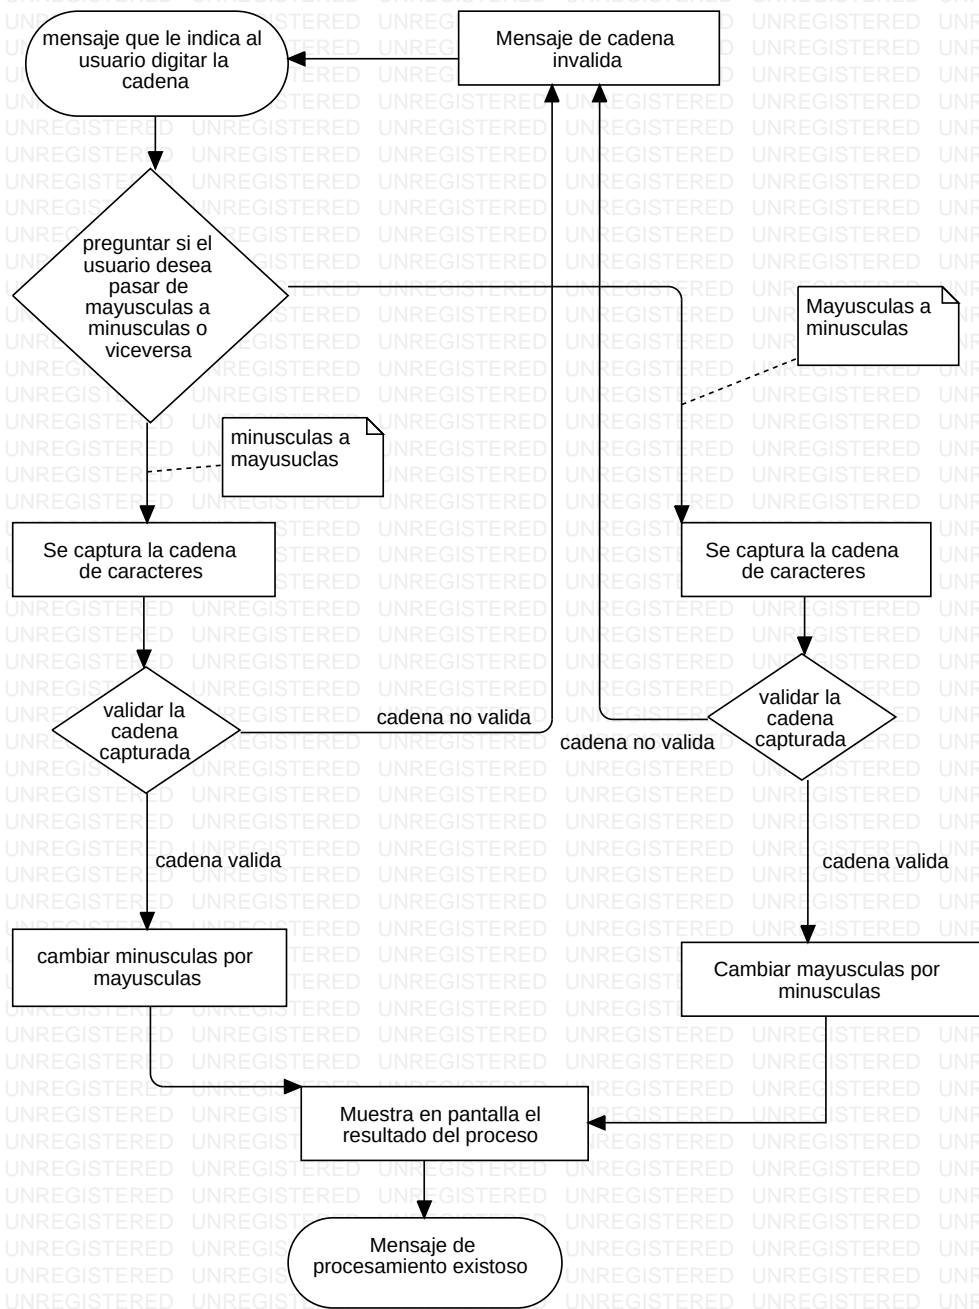 mensaje que le indica al
usuario digitar la
cadena
Mensaje de cadena
invalida
preguntar si el
usuario desea
pasar de
mayusculas a
minusculas o
viceversa
Mayusculas a
minusculas
minusculas a
mayusuclas
Se captura la cadena
de caracteres
Se captura la cadena
de caracteres
validar la
cadena
capturada
cadena no valida
validar la
cadena
capturada
cadena no valida
cadena valida
cadena valida
cambiar minusculas por
mayusculas
Cambiar mayusculas por
minusculas
Muestra en pantalla el
resultado del proceso
Mensaje de
procesamiento existoso
UNREGISTERED